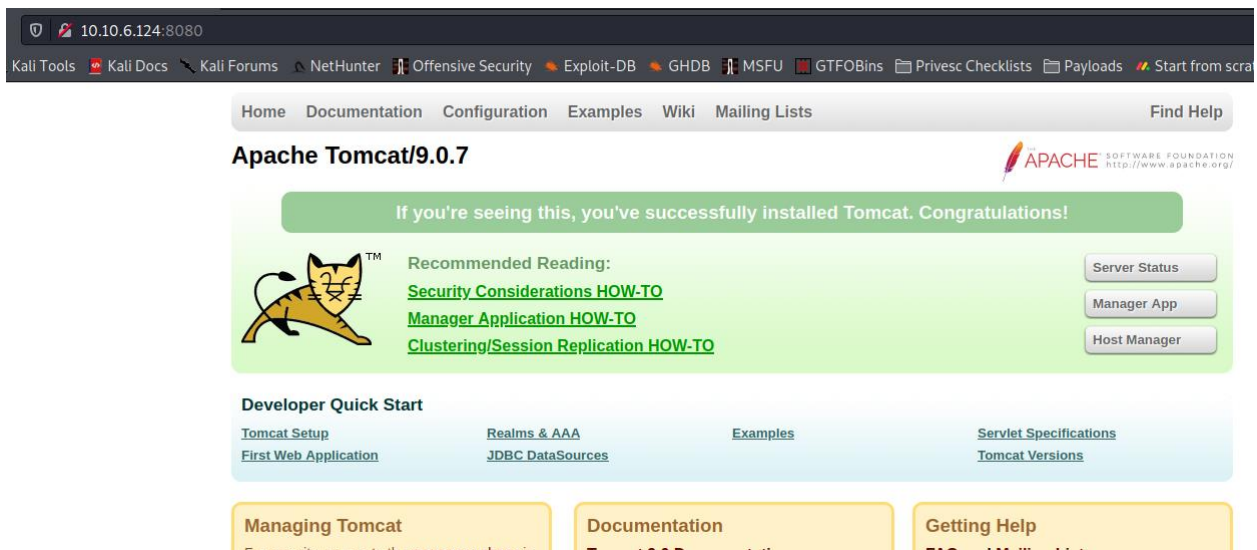 10.10.6.124:8080
Kali Tools Kali Docs Kali Forums NetHunter Offensive Security Exploit-DB GHDB MSFU GTFOBins Privesc Checklists Payloads Start from scrat
Home Documentation Configuration Examples Wiki Mailing Lists Find Help
Apache Tomcat/9.0.7
APACHE SOFTWARE FOUNDATION
http://www.apache.org/
If you're seeing this, you've successfully installed Tomcat. Congratulations!
TM
Recommended Reading:
Security Considerations HOW-TO
Manager Application HOW-TO
Clustering/Session Replication HOW-TO
Server Status
Manager App
Host Manager
Developer Quick Start
Tomcat Setup
First Web Application
Realms & AAA
JDBC DataSources
Examples
Servlet Specifications
Tomcat Versions
Managing Tomcat
Documentation
Getting Help